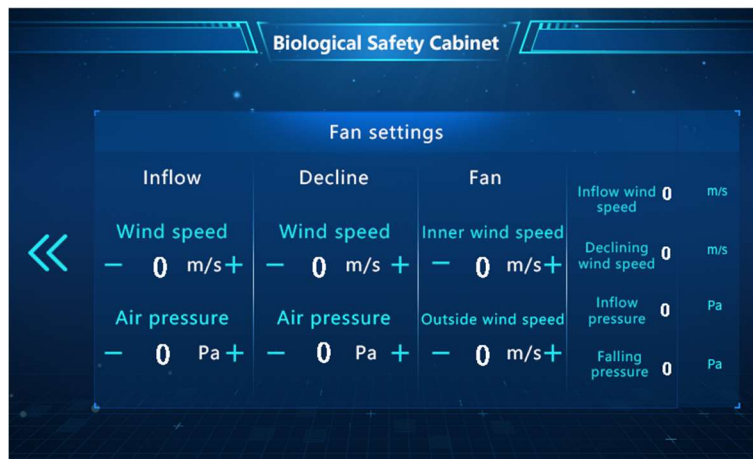 Biological Safety Cabinet
Fan settings
Inflow
Wind speed
− 0 m/s +
Air pressure
− 0 Pa +
Decline
Wind speed
− 0 m/s +
Air pressure
− 0 Pa +
Fan
Inner wind speed
− 0 m/s +
Outside wind speed
− 0 m/s +
Inflow wind
speed
0 m/s
Declining
wind speed
0 m/s
Inflow
pressure
0 Pa
Falling
pressure
0 Pa